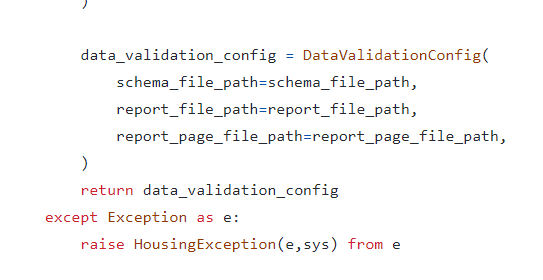 )
data_validation_config = DataValidationConfig(
schema_file_path=schema_file_path,
report_file_path=report_file_path,
report_page_file_path=report_page_file_path,
)
return data_validation_config
except Exception as e:
raise HousingException(e,sys) from e